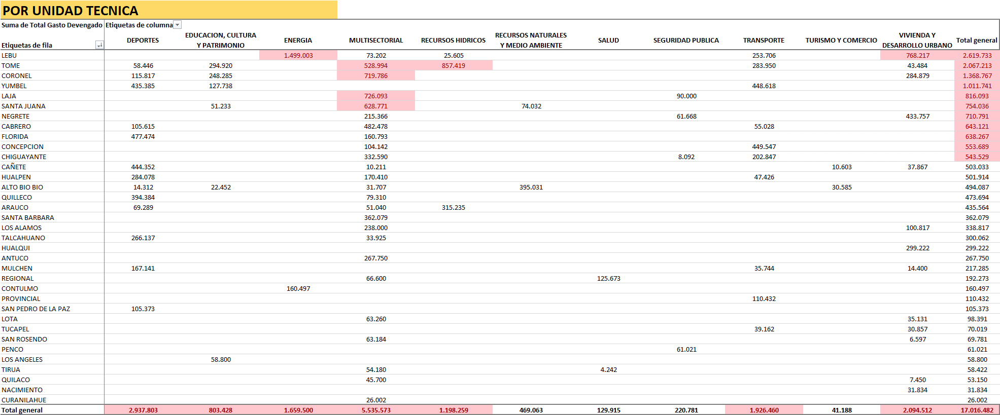 POR UNIDAD TECNICA
Suma de Total Gasto Devengado Etiquetas de columna
Etiquetas de fila DEPORTES EDUCACION, CULTURA Y PATRIMONIO ENERGIA MULTISECTORIAL RECURSOS HIDRICOS RECURSOS NATURALES Y MEDIO AMBIENTE SALUD SEGURIDAD PUBLICA TRANSPORTE TURISMO Y COMERCIO VIVIENDA Y DESARROLLO URBANO Total general
LEBU 1.499.003 73.202 25.605 253.706 768.217 2.619.733
TOME 58.446 294.920 528.994 857.419 283.950 43.484 2.067.213
CORONEL 115.817 248.285 719.786 284.879 1.368.767
YUMBEL 435.385 127.738 448.618 1.011.741
LAJA 726.093 90.000 816.093
SANTA JUANA 51.233 628.771 74.032 754.036
NEGRETE 215.366 61.668 433.757 710.791
CABRERO 105.615 482.478 55.028 643.121
FLORIDA 477.474 160.793 638.267
CONCEPCION 104.142 449.547 553.689
CHIGUAYANTE 332.590 8.092 202.847 543.529
CAÑETE 444.352 10.211 10.603 37.867 503.033
HUALPEN 284.078 170.410 47.426 501.914
ALTO BIO BIO 14.312 22.452 31.707 395.031 30.585 494.087
QUILLECO 394.384 79.310 473.694
ARAUCO 69.289 51.040 315.235 435.564
SANTA BARBARA 362.079 362.079
LOS ALAMOS 238.000 100.817 338.817
TALCAHUANO 266.137 33.925 300.062
HUALQUI 299.222 299.222
ANTUCO 267.750 267.750
MULCHEN 167.141 35.744 14.400 217.285
REGIONAL 66.600 125.673 192.273
CONTULMO 160.497 160.497
PROVINCIAL 110.432 110.432
SAN PEDRO DE LA PAZ 105.373 105.373
LOTA 63.260 35.131 98.391
TUCAPEL 39.162 30.857 70.019
SAN ROSENDO 63.184 6.597 69.781
PENCO 61.021 61.021
LOS ANGELES 58.800 58.800
TIRUA 54.180 4.242 58.422
QUILACO 45.700 7.450 53.150
NACIMIENTO 31.834 31.834
CURANILAHUE 26.002 26.002
Total general 2.937.803 803.428 1.659.500 5.535.573 1.198.259 469.063 129.915 220.781 1.926.460 41.188 2.094.512 17.016.482